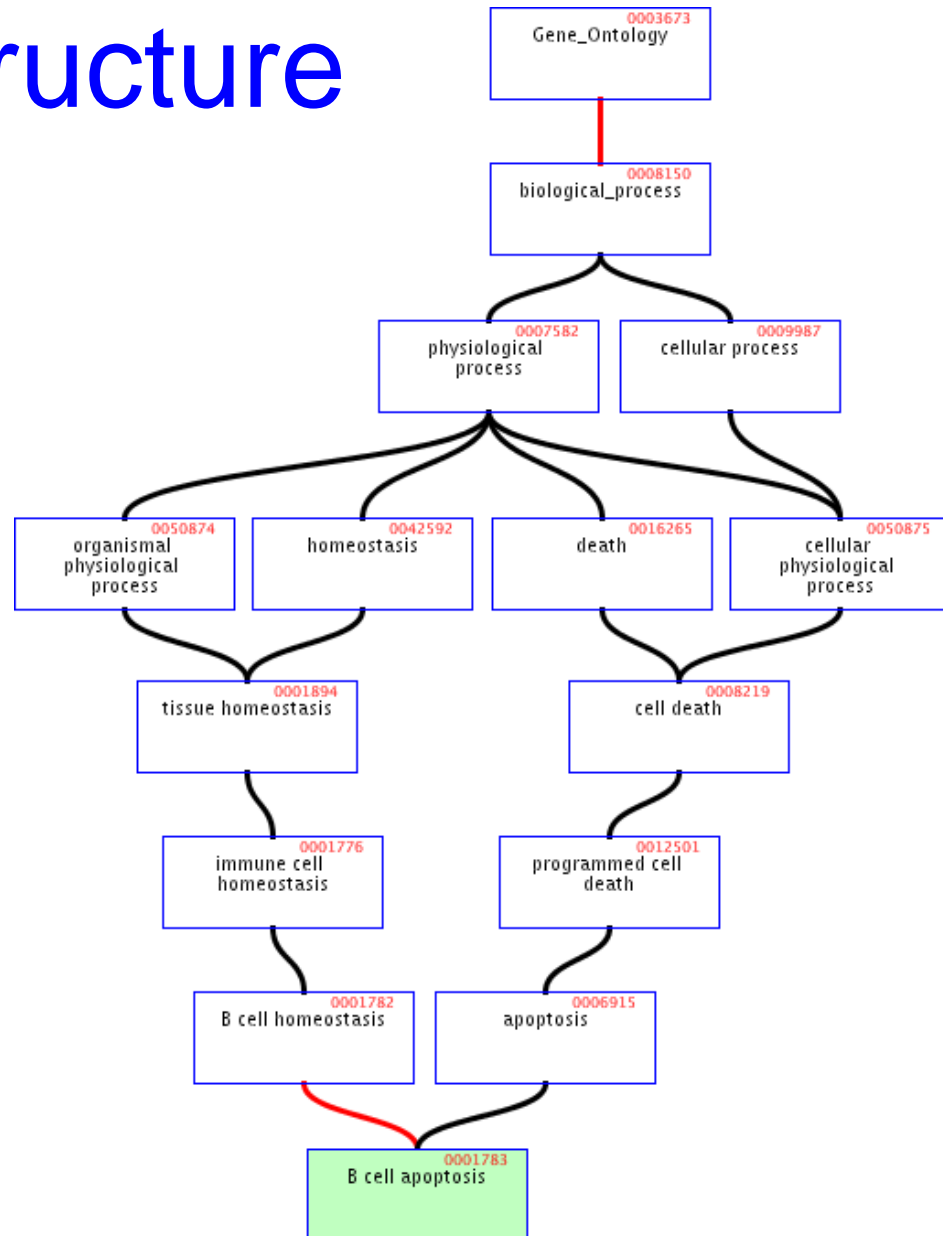 ructure
0003673
Gene_Ontology
0008150
biological_process
0007582
physiological
process
0009987
cellular process
0050874
organismal
physiological
process
0042592
homeostasis
0016265
death
0050875
cellular
physiological
process
0001894
tissue homeostasis
0008219
cell death
0001776
immune cell
homeostasis
0012501
programmed cell
death
0001782
B cell homeostasis
0006915
apoptosis
0001783
B cell apoptosis